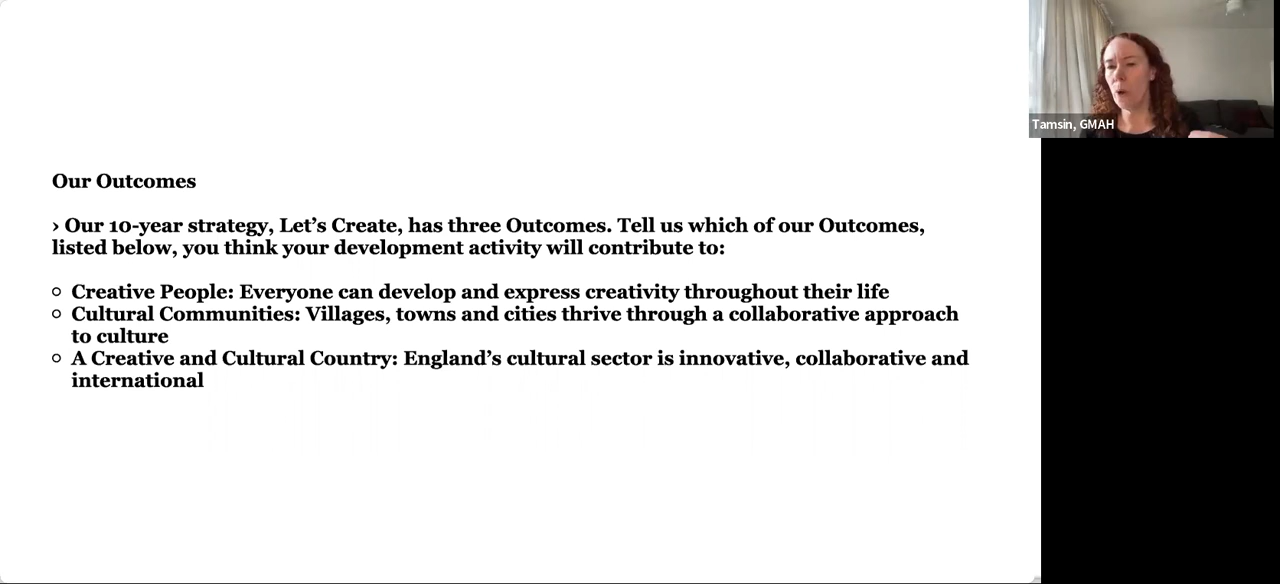 Our Outcomes
› Our 10-year strategy, Let’s Create, has three Outcomes. Tell us which of our Outcomes,
listed below, you think your development activity will contribute to:
○ Creative People: Everyone can develop and express creativity throughout their life
○ Cultural Communities: Villages, towns and cities thrive through a collaborative approach
to culture
○ A Creative and Cultural Country: England’s cultural sector is innovative, collaborative and
international
Tamsin, GMAH